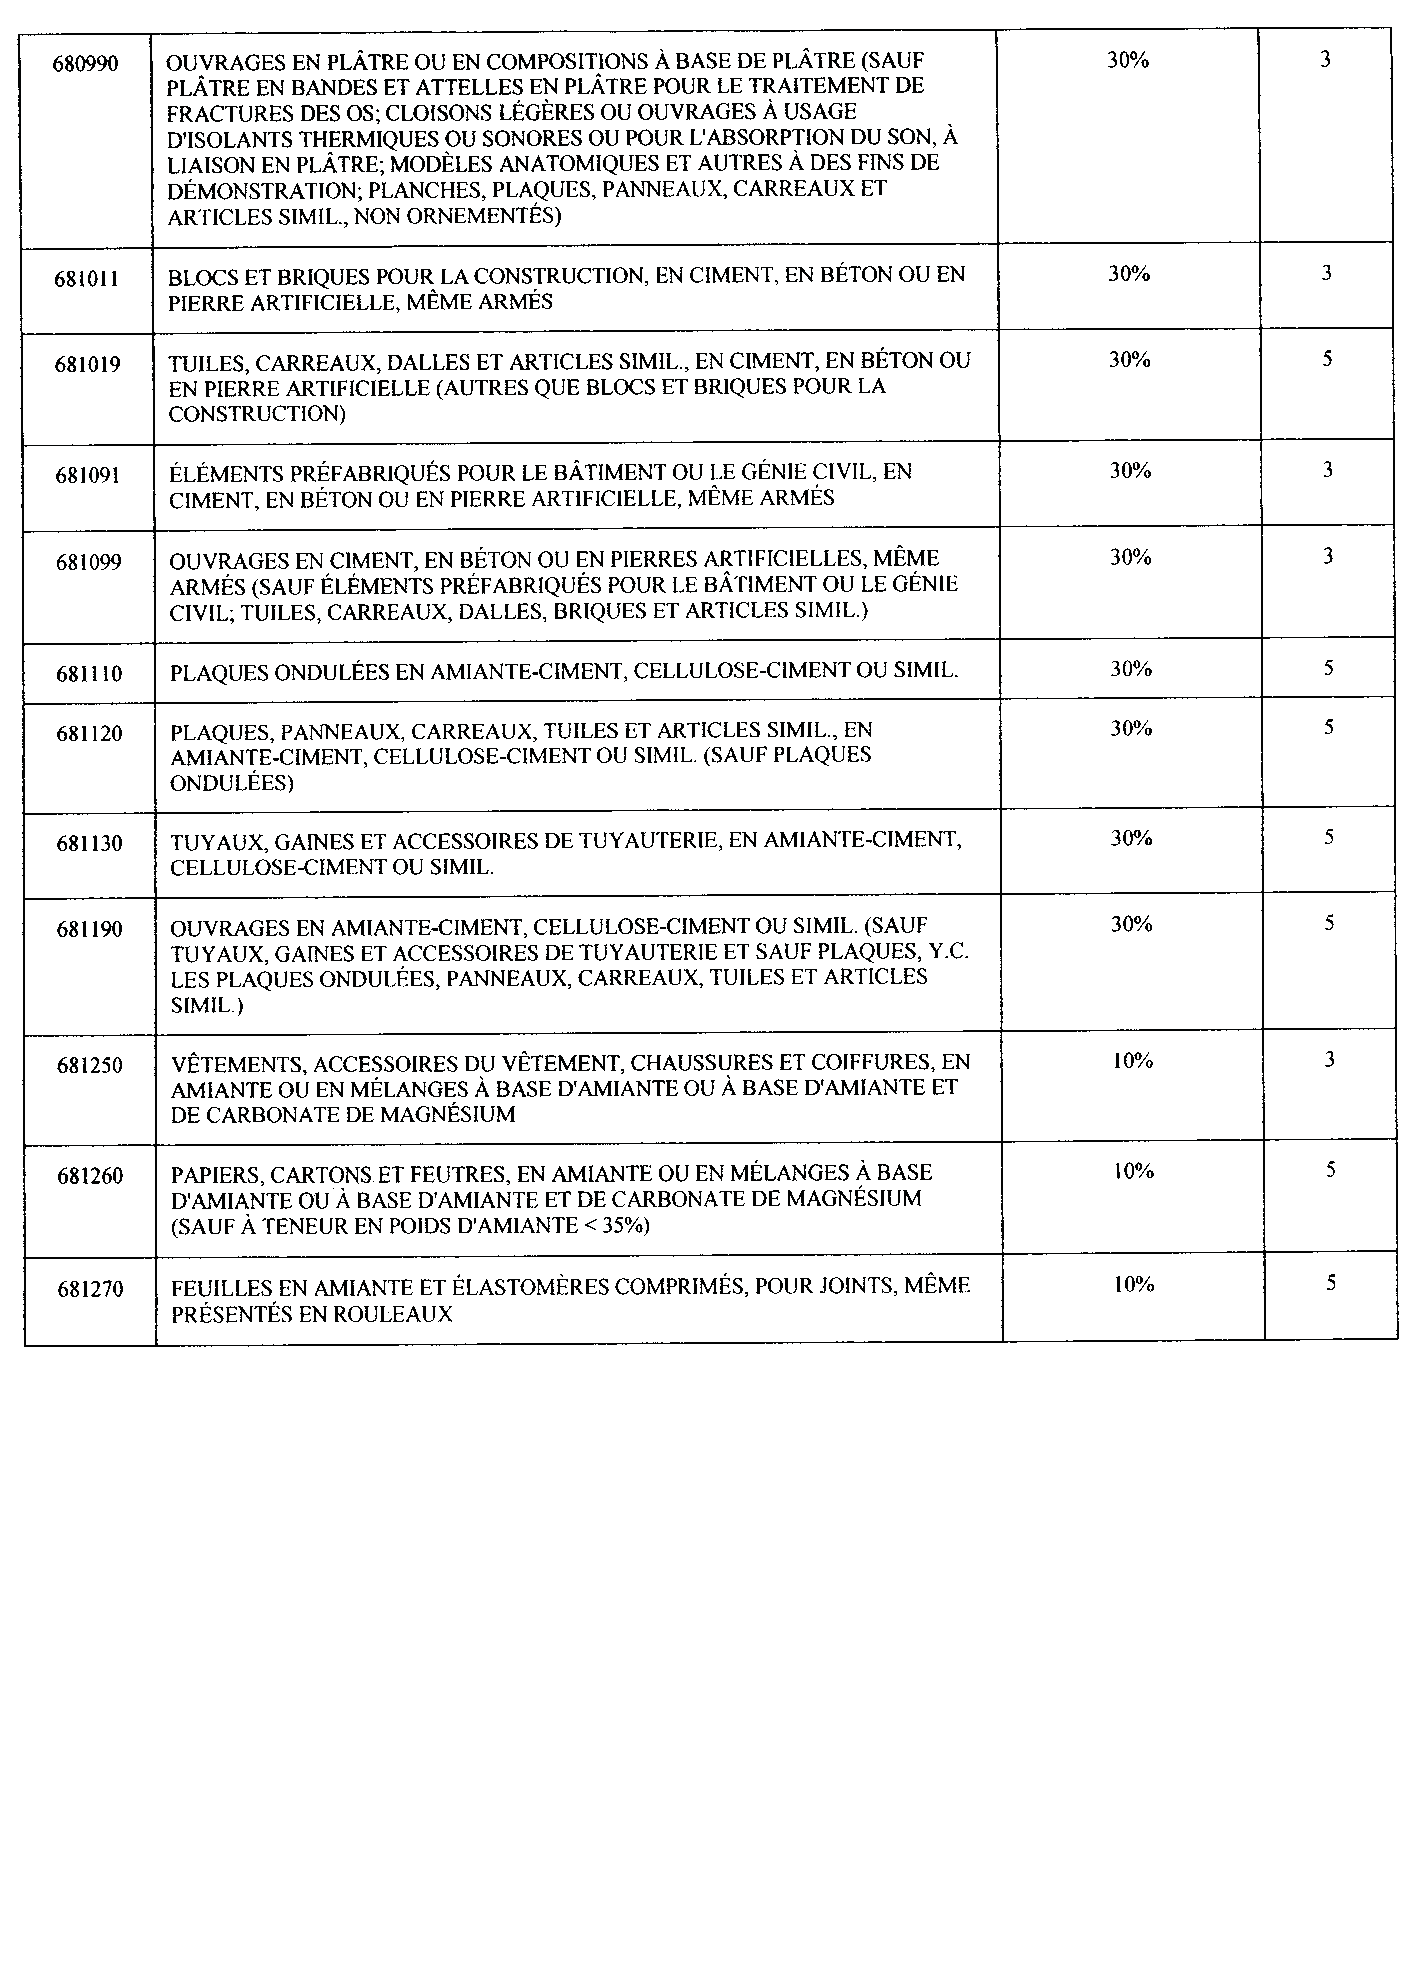 680990 OUVRAGES EN PLÂTRE OU EN COMPOSITIONS À BASE DE PLÂTRE (SAUF 30% 3
PLÂTRE EN BANDES ET ATTELLES EN PLÂTRE POUR LE TRAITEMENT DE
FRACTURES DES OS; CLOISONS LÉGÈRES OU OUVRAGES À USAGE
D'ISOLANTS THERMIQUES OU SONORES OU POUR L'ABSORPTION DU SON, À
LIAISON EN PLÂTRE; MODÈLES ANATOMIQUES ET AUTRES À DES FINS DE
DÉMONSTRATION; PLANCHES, PLAQUES, PANNEAUX, CARREAUX ET
ARTICLES SIMIL., NON ORNEMENTÉS)
681011 BLOCS ET BRIQUES POUR LA CONSTRUCTION, EN CIMENT, EN BÉTON OU EN 30% 3
PIERRE ARTIFICIELLE, MÊME ARMÉS
681019 TUILES, CARREAUX, DALLES ET ARTICLES SIMIL., EN CIMENT, EN BÉTON OU 30% 5
EN PIERRE ARTIFICIELLE (AUTRES QUE BLOCS ET BRIQUES POUR LA
CONSTRUCTION)
681091 ÉLÉMENTS PRÉFABRIQUÉS POUR LE BÂTIMENT OU LE GÉNIE CIVIL, EN 30% 3
CIMENT, EN BÉTON OU EN PIERRE ARTIFICIELLE, MÊME ARMÉS
681099 OUVRAGES EN CIMENT, EN BÉTON OU EN PIERRES ARTIFICIELLES, MÊME 30% 3
ARMÉS (SAUF ÉLÉMENTS PRÉFABRIQUÉS POUR LE BÂTIMENT OU LE GÉNIE
CIVIL; TUILES, CARREAUX, DALLES, BRIQUES ET ARTICLES SIMIL.)
681110 PLAQUES ONDULÉES EN AMIANTE-CIMENT, CELLULOSE-CIMENT OU SIMIL. 30% 5
681120 PLAQUES, PANNEAUX, CARREAUX, TUILES ET ARTICLES SIMIL., EN 30% 5
AMIANTE-CIMENT, CELLULOSE-CIMENT OU SIMIL. (SAUF PLAQUES
ONDULÉES)
681130 TUYAUX, GAINES ET ACCESSOIRES DE TUYAUTERIE, EN AMIANTE-CIMENT, 30% 5
CELLULOSE-CIMENT OU SIMIL.
681190 OUVRAGES EN AMIANTE-CIMENT, CELLULOSE-CIMENT OU SIMIL. (SAUF 30% 5
TUYAUX, GAINES ET ACCESSOIRES DE TUYAUTERIE ET SAUF PLAQUES, Y.C.
LES PLAQUES ONDULÉES, PANNEAUX, CARREAUX, TUILES ET ARTICLES
SIMIL.)
681250 VÊTEMENTS, ACCESSOIRES DU VÊTEMENT, CHAUSSURES ET COIFFURES, EN 10% 3
AMIANTE OU EN MÉLANGES À BASE D'AMIANTE OU À BASE D'AMIANTE ET
DE CARBONATE DE MAGNÉSIUM
681260 PAPIERS, CARTONS ET FEUTRES, EN AMIANTE OU EN MÉLANGES À BASE 10% 5
D'AMIANTE OU À BASE D'AMIANTE ET DE CARBONATE DE MAGNÉSIUM
(SAUF À TENEUR EN POIDS D'AMIANTE < 35%)
681270 FEUILLES EN AMIANTE ET ÉLASTOMÈRES COMPRIMÉS, POUR JOINTS, MÊME 10% 5
PRÉSENTÉS EN ROULEAUX